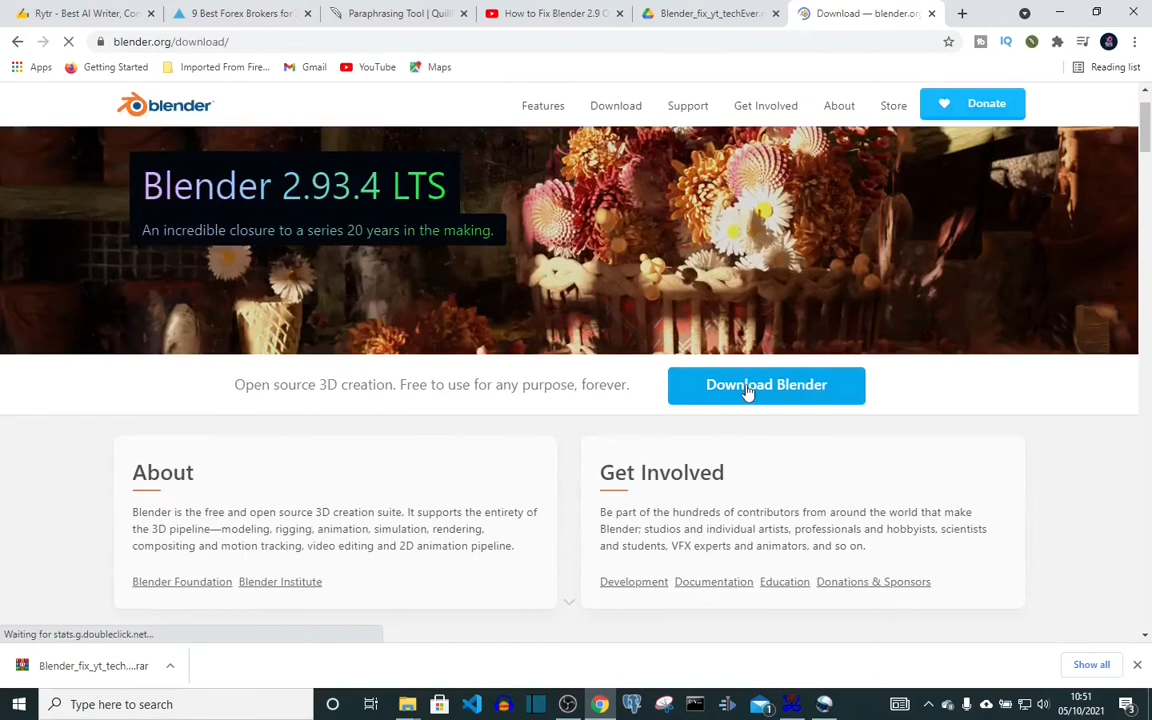 Rytr - Best AI Writer, Con
9 Best Forex Brokers for
Paraphrasing Tool | Quill
How to Fix Blender 2.9 O
Blender_fix_yt_techEver.r
Download — blender.org
blender.org/download/
Apps
Getting Started
Imported From Fire...
Gmail
YouTube
Maps
Reading list
blender
Features
Download
Support
Get Involved
About
Store
Donate
Blender 2.93.4 LTS
An incredible closure to a series 20 years in the making.
Open source 3D creation. Free to use for any purpose, forever.
Download Blender
About
Blender is the free and open source 3D creation suite. It supports the entirety of
the 3D pipeline—modeling, rigging, animation, simulation, rendering,
compositing and motion tracking, video editing and 2D animation pipeline.
Blender Foundation Blender Institute
Get Involved
Be part of the hundreds of contributors from around the world that make
Blender; studios and individual artists, professionals and hobbyists, scientists
and students, VFX experts and animators, and so on.
Development Documentation Education Donations & Sponsors
Waiting for stats.g.doubleclick.net...
Blender_fix_yt_tech....rar
Show all
Type here to search
10:51
05/10/2021